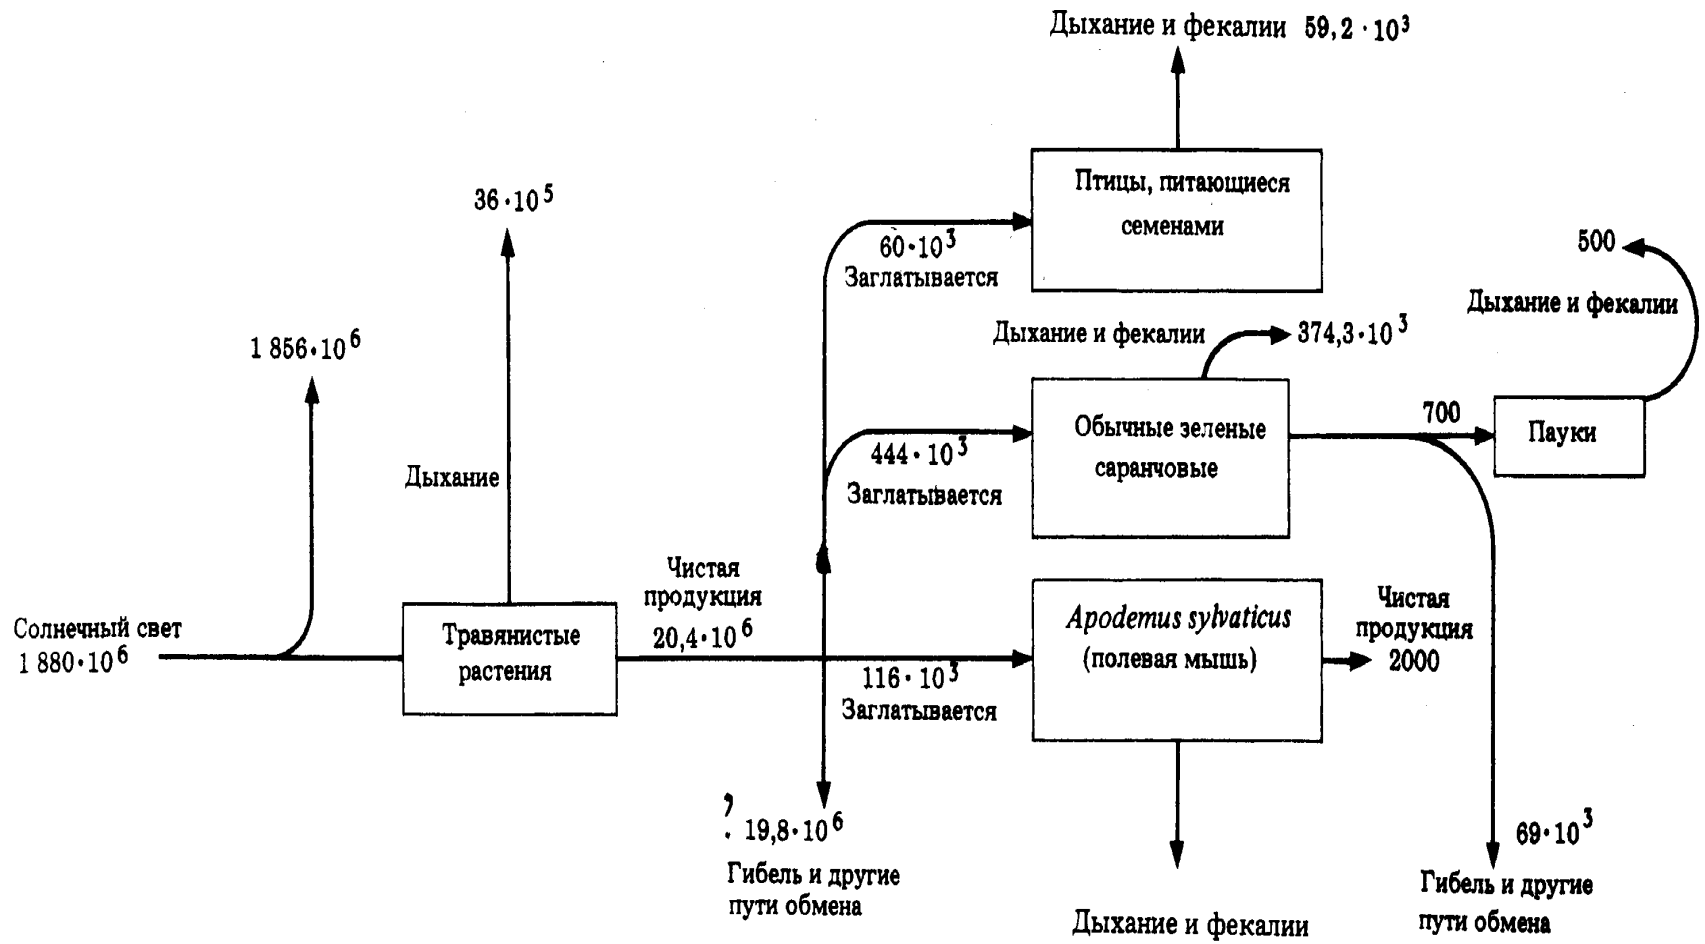 Дыхание и фекалии 59,2 · 10³
Птицы, питающиеся
семенами
36·10⁵
60·10³
Заглатывается
500
Дыхание и фекалии
1 856·10⁶
Дыхание и фекалии
374,3·10³
Обычные зеленые
саранчовые
700
Пауки
444·10³
Заглатывается
Дыхание
Чистая
продукция
20,4·10⁶
Солнечный свет
1 880·10⁶
Травянистые
растения
Apodemus sylvaticus
(полевая мышь)
Чистая
продукция
2000
116·10³
Заглатывается
? 19,8·10⁶
Гибель и другие
пути обмена
69·10³
Гибель и другие
пути обмена
Дыхание и фекалии